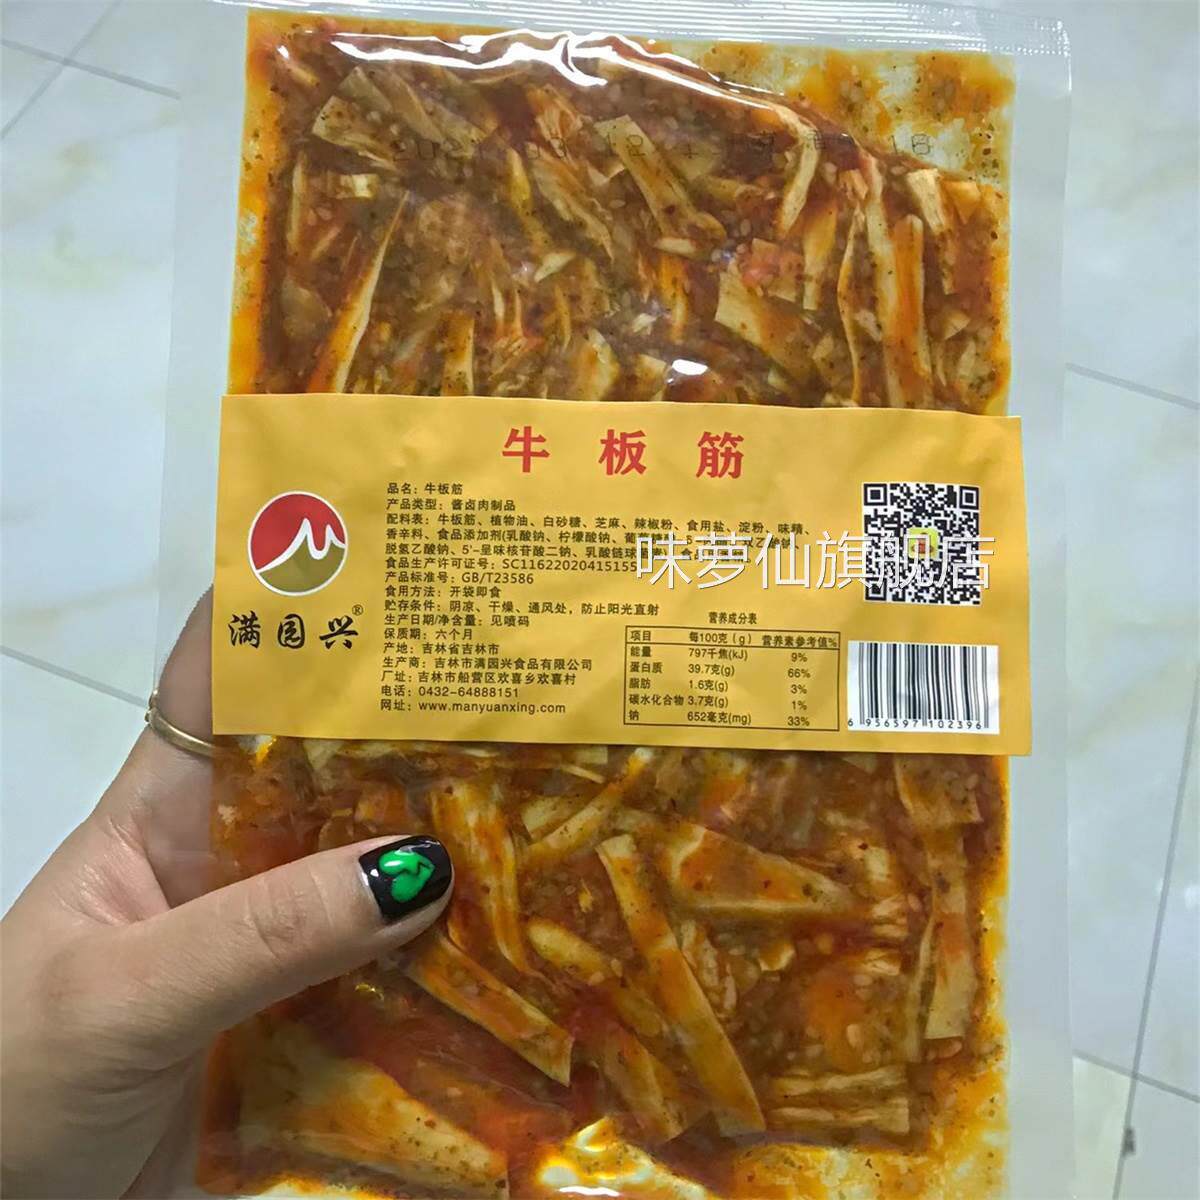 牛板筋
品名：牛板筋
产品类型：酱卤肉制品
配料表：牛板筋、植物油、白砂糖、芝麻、辣椒粉、食用盐、淀粉、味精、
香辛料、食品添加剂(乳酸钠、柠檬酸钠、
脱氢乙酸钠、5'-呈味核苷酸二钠、乳酸链球
食品生产许可证号：SC11622020415155
产品标准号：GB/T23586
食用方法：开袋即食
贮存条件：阴凉、干燥、通风处，防止阳光直射
生产日期/净含量：见喷码
保质期：六个月
产地：吉林省吉林市
生产商：吉林市满园兴食品有限公司
厂址：吉林市船营区欢喜乡欢喜村
电话：0432-64888151
网址：www.manyuanxing.com
满园兴®
味萝仙旗舰店
营养成分表
项目 每100克(g) 营养素参考值%
能量 797千焦(kJ) 9%
蛋白质 39.7克(g) 66%
脂肪 1.6克(g) 3%
碳水化合物 3.7克(g) 1%
钠 652毫克(mg) 33%
6 956597 102396